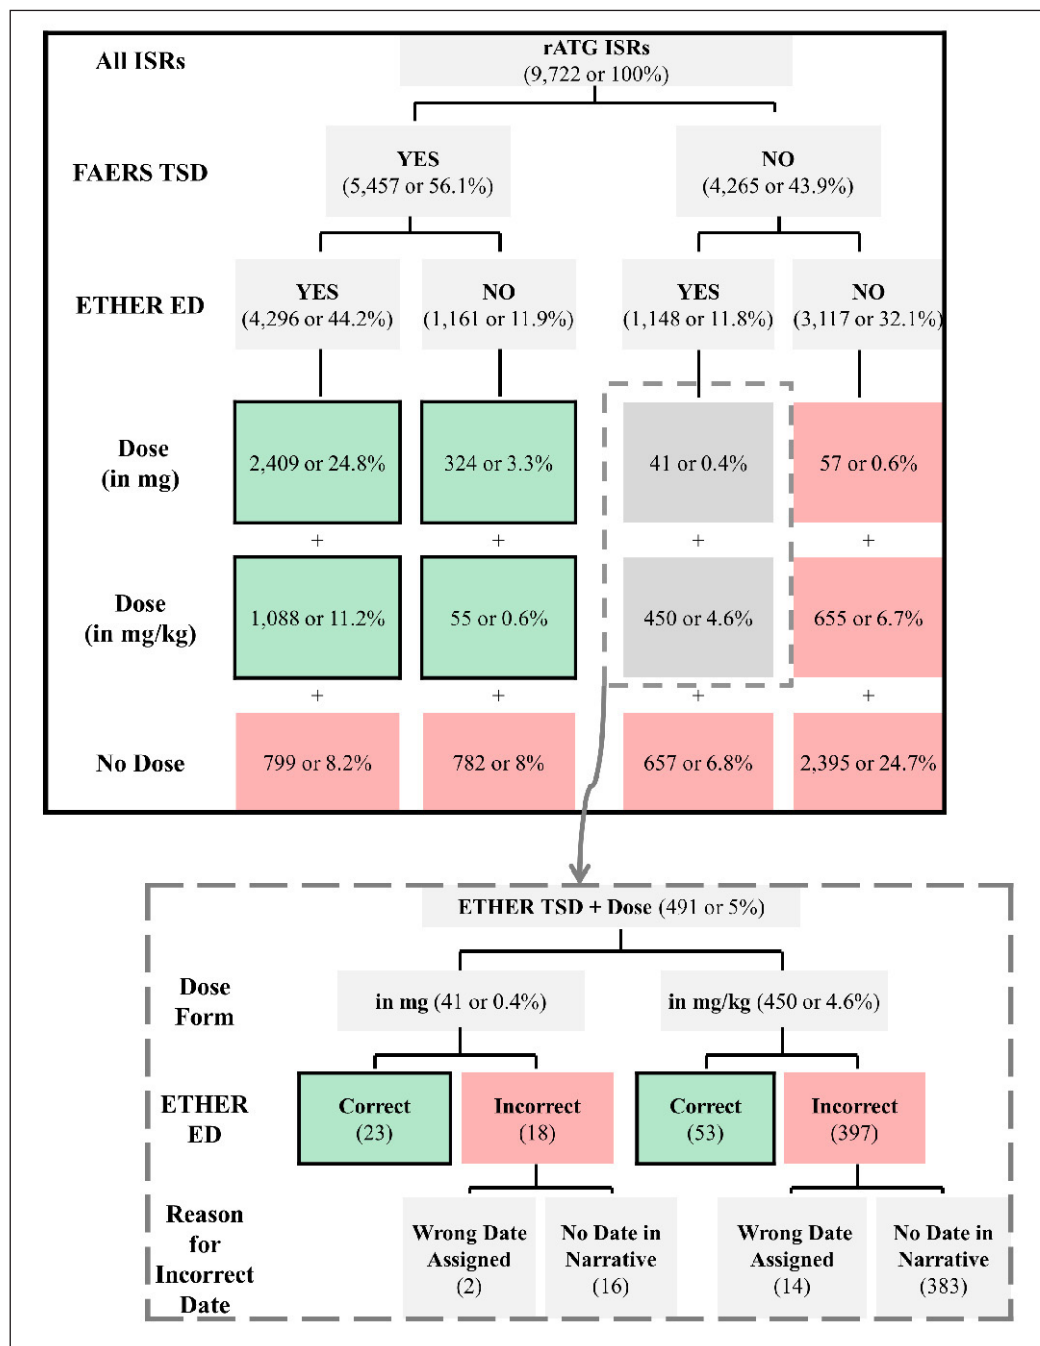 All ISRs
rATG ISRs
(9,722 or 100%)
FAERS TSD
YES
(5,457 or 56.1%)
NO
(4,265 or 43.9%)
ETHER ED
YES
(4,296 or 44.2%)
NO
(1,161 or 11.9%)
YES
(1,148 or 11.8%)
NO
(3,117 or 32.1%)
Dose
(in mg)
2,409 or 24.8%
324 or 3.3%
41 or 0.4%
57 or 0.6%
+ + + +
Dose
(in mg/kg)
1,088 or 11.2%
55 or 0.6%
450 or 4.6%
655 or 6.7%
+ + + +
No Dose
799 or 8.2%
782 or 8%
657 or 6.8%
2,395 or 24.7%
ETHER TSD + Dose (491 or 5%)
Dose
Form
in mg (41 or 0.4%)
in mg/kg (450 or 4.6%)
ETHER
ED
Correct
(23)
Incorrect
(18)
Correct
(53)
Incorrect
(397)
Reason
for
Incorrect
Date
Wrong Date
Assigned
(2)
No Date in
Narrative
(16)
Wrong Date
Assigned
(14)
No Date in
Narrative
(383)